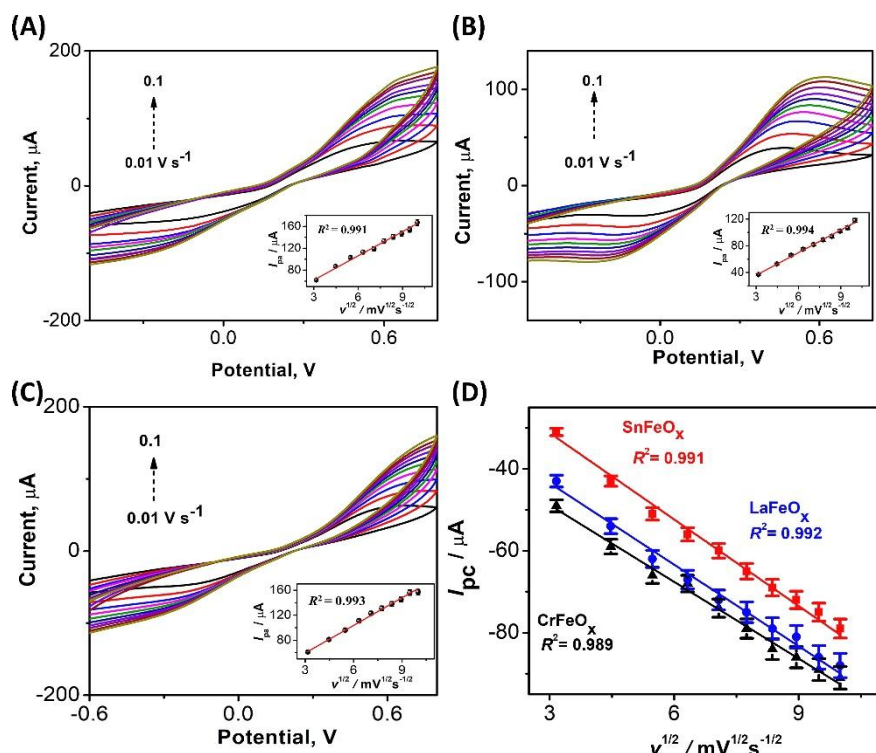 (A)
200
0
-200
Current, μA
0.1
0.01 V s-1
0.0
0.6
Potential, V
R2 = 0.991
160
120
80
Ipa / μA
3
6
9
v1/2 / mV1/2s-1/2
(B)
100
0
-100
Current, μA
0.1
0.01 V s-1
0.0
0.6
Potential, V
R2 = 0.994
120
80
40
Ipa / μA
3
6
9
v1/2 / mV1/2s-1/2
(C)
200
0
-200
Current, μA
0.1
0.01 V s-1
-0.6
0.0
0.6
Potential, V
R2 = 0.993
160
120
80
Ipa / μA
3
6
9
v1/2 / mV1/2s-1/2
(D)
-40
-60
-80
Ipc / μA
SnFeOx
R2= 0.991
LaFeOx
R2= 0.992
CrFeOx
R2= 0.989
3
6
9
v1/2 / mV1/2s-1/2